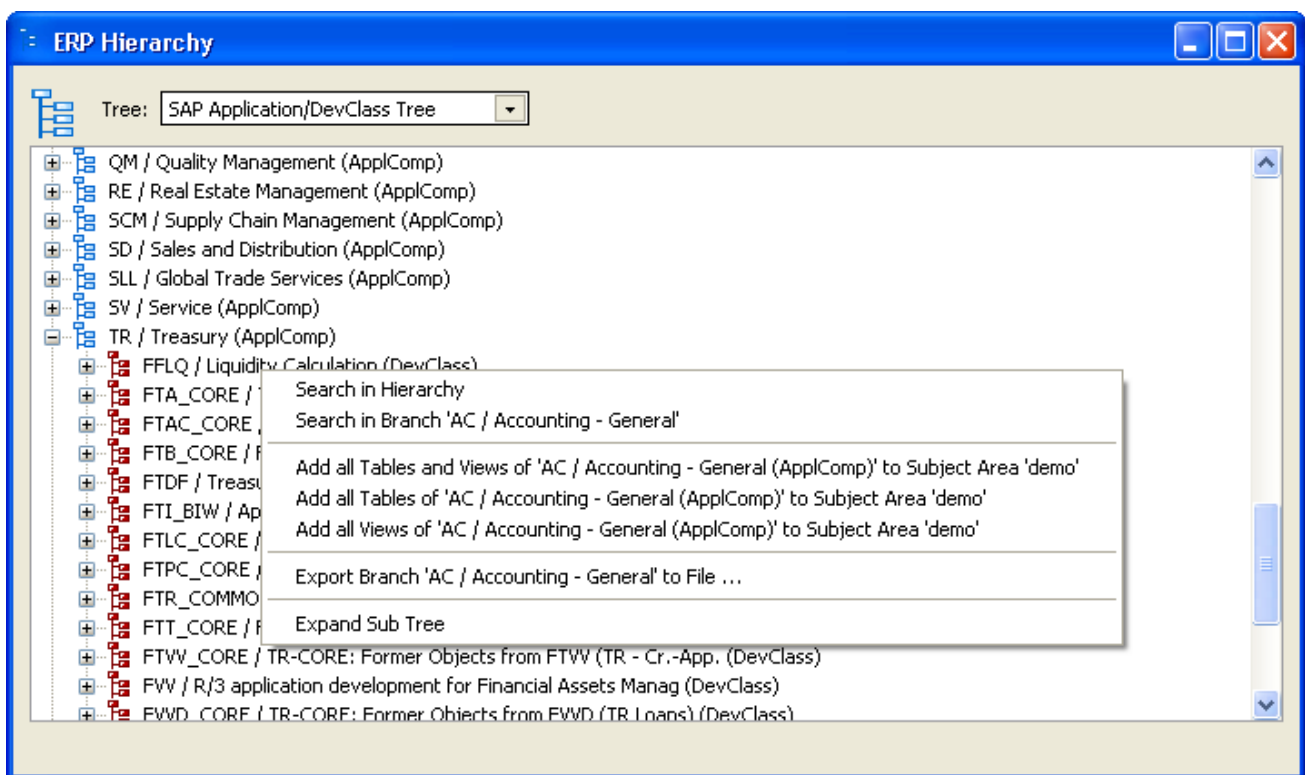 ERP Hierarchy
Tree: SAP Application/DevClass Tree
QM / Quality Management (ApplComp)
RE / Real Estate Management (ApplComp)
SCM / Supply Chain Management (ApplComp)
SD / Sales and Distribution (ApplComp)
SLL / Global Trade Services (ApplComp)
SV / Service (ApplComp)
TR / Treasury (ApplComp)
FFLQ / Liquidity Calculation (DevClass)
FTA_CORE /
FTAC_CORE
FTB_CORE /
FTDF /
FTI_BIW /
FTLC_CORE /
FTPC_CORE
FTR_COMMO
FTT_CORE /
Search in Hierarchy
Search in Branch 'AC / Accounting - General'
Add all Tables and Views of 'AC / Accounting - General (ApplComp)' to Subject Area 'demo'
Add all Tables of 'AC / Accounting - General (ApplComp)' to Subject Area 'demo'
Add all Views of 'AC / Accounting - General (ApplComp)' to Subject Area 'demo'
Export Branch 'AC / Accounting - General' to File ...
Expand Sub Tree
FTVV_CORE / TR-CORE: Former Objects from FTVV (TR - Cr.-App. (DevClass)
FVV / R/3 application development for Financial Assets Manag (DevClass)
FVVD_CORE / TR-CORE: Former Objects from FVVD (TR Loans) (DevClass)